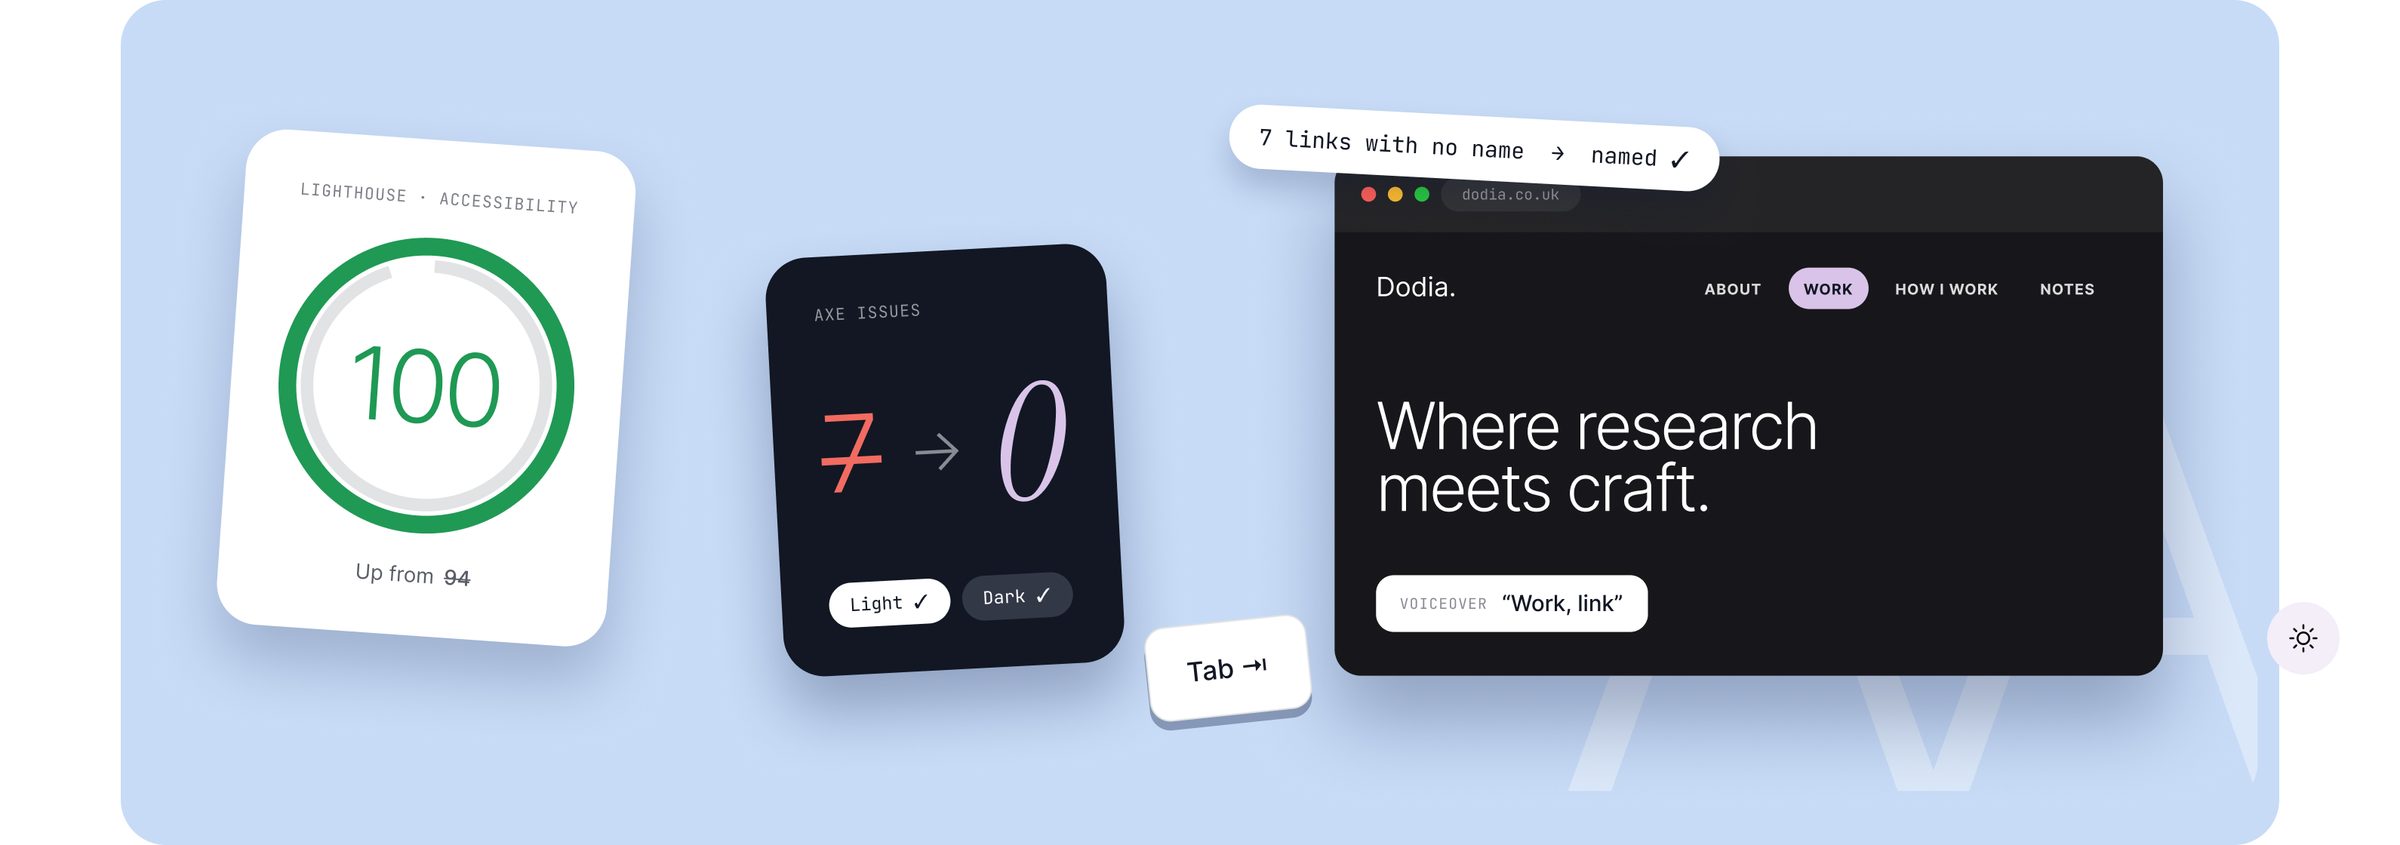 LIGHTHOUSE · ACCESSIBILITY
100
Up from 94
AXE ISSUES
7 → 0
Light ✓ Dark ✓
Tab ⇥
7 links with no name → named ✓
dodia.co.uk
Dodia. ABOUT WORK HOW I WORK NOTES
Where research
meets craft.
VOICEOVER “Work, link”